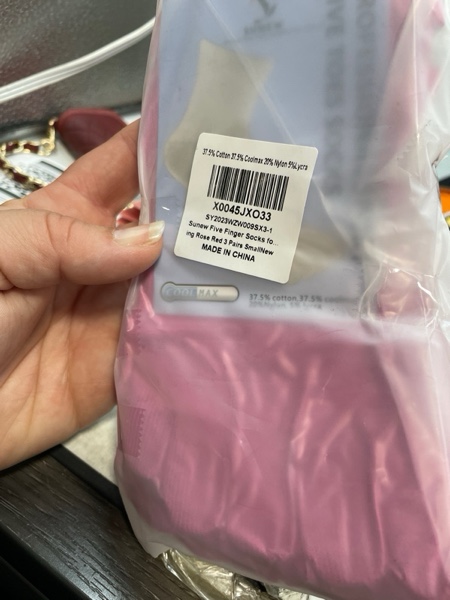 37.5% Cotton 37.5% Coolmax 20% Nylon 5%Lycra
X0045JXO33
SY2023WZW009SX3-1
Sunew Five Finger Socks fo...
ing Rose Red 3 Pairs SmallNew
MADE IN CHINA
COOLMAX
37.5% cotton, 37.5% coolmax